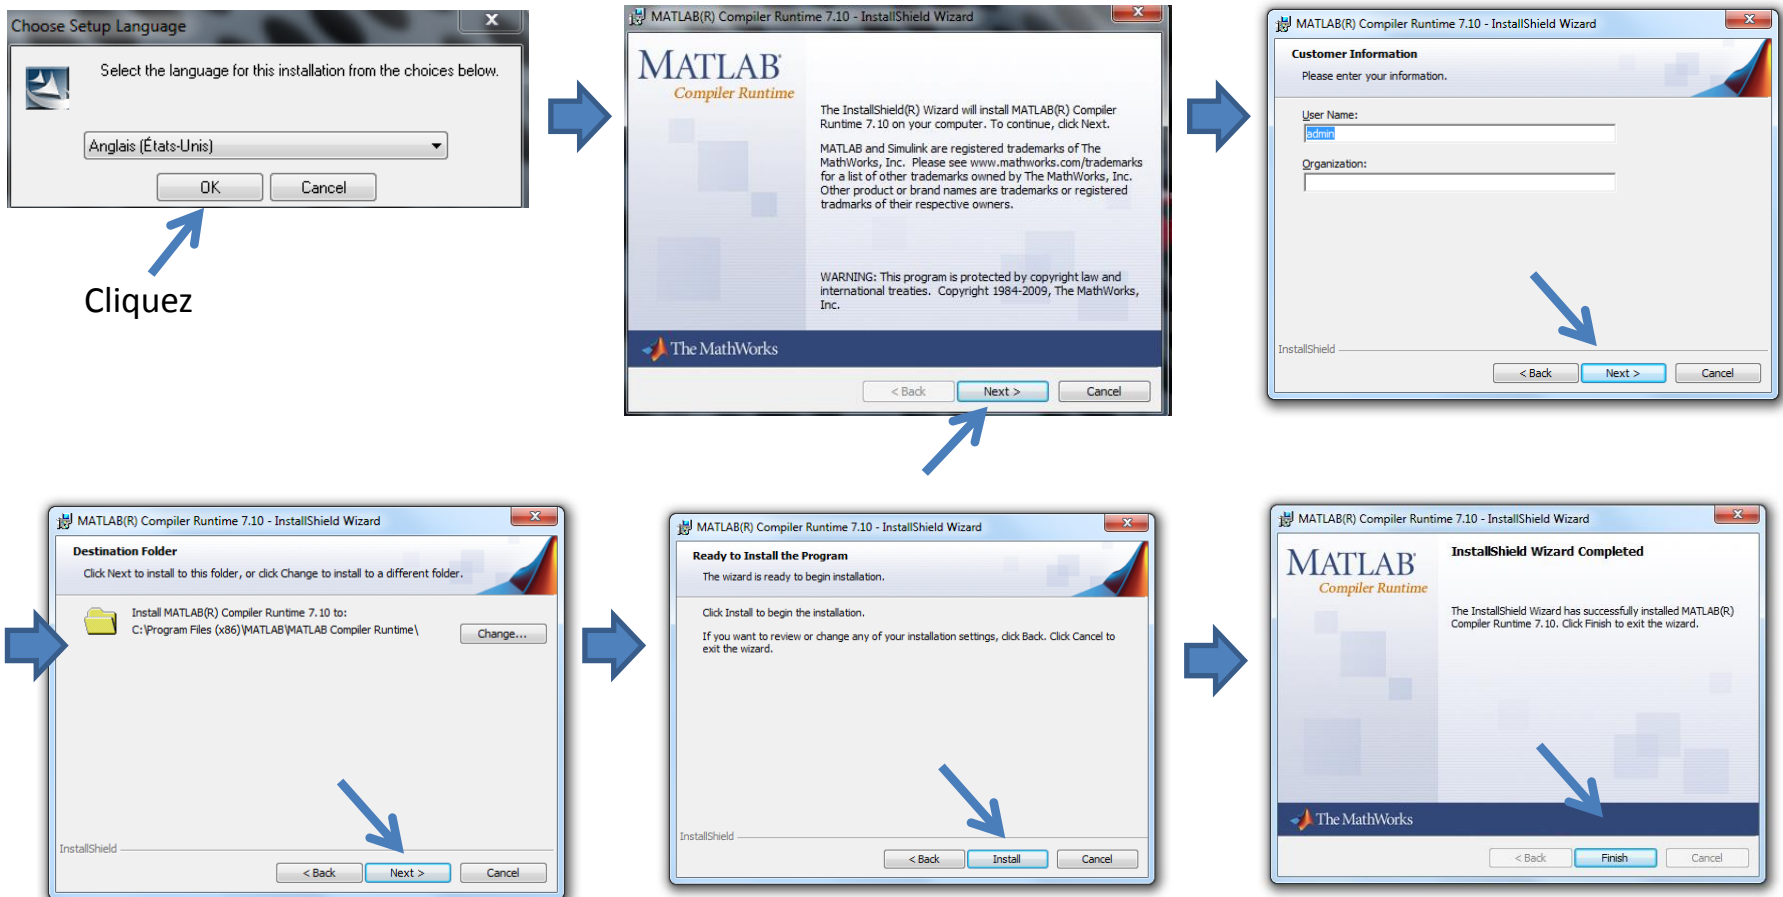 Choose Setup Language
X
Select the language for this installation from the choices below.
Anglais (États-Unis)
OK
Cancel
Cliquez
MATLAB(R) Compiler Runtime 7.10 - InstallShield Wizard
X
MATLAB®
Compiler Runtime
The InstallShield(R) Wizard will install MATLAB(R) Compiler
Runtime 7.10 on your computer. To continue, click Next.
MATLAB and Simulink are registered trademarks of The
MathWorks, Inc. Please see www.mathworks.com/trademarks
for a list of other trademarks owned by The MathWorks, Inc.
Other product or brand names are trademarks or registered
tradmarks of their respective owners.
WARNING: This program is protected by copyright law and
international treaties. Copyright 1984-2009, The MathWorks,
Inc.
The MathWorks
< Back
Next >
Cancel
MATLAB(R) Compiler Runtime 7.10 - InstallShield Wizard
X
Customer Information
Please enter your information.
User Name:
admin
Organization:
InstallShield
< Back
Next >
Cancel
MATLAB(R) Compiler Runtime 7.10 - InstallShield Wizard
X
Destination Folder
Click Next to install to this folder, or click Change to install to a different folder.
Install MATLAB(R) Compiler Runtime 7.10 to:
C:\Program Files (x86)\MATLAB\MATLAB Compiler Runtime\
Change...
InstallShield
< Back
Next >
Cancel
MATLAB(R) Compiler Runtime 7.10 - InstallShield Wizard
X
Ready to Install the Program
The wizard is ready to begin installation.
Click Install to begin the installation.
If you want to review or change any of your installation settings, click Back. Click Cancel to
exit the wizard.
InstallShield
< Back
Install
Cancel
MATLAB(R) Compiler Runtime 7.10 - InstallShield Wizard
X
MATLAB®
Compiler Runtime
InstallShield Wizard Completed
The InstallShield Wizard has successfully installed MATLAB(R)
Compiler Runtime 7.10. Click Finish to exit the wizard.
The MathWorks
< Back
Finish
Cancel